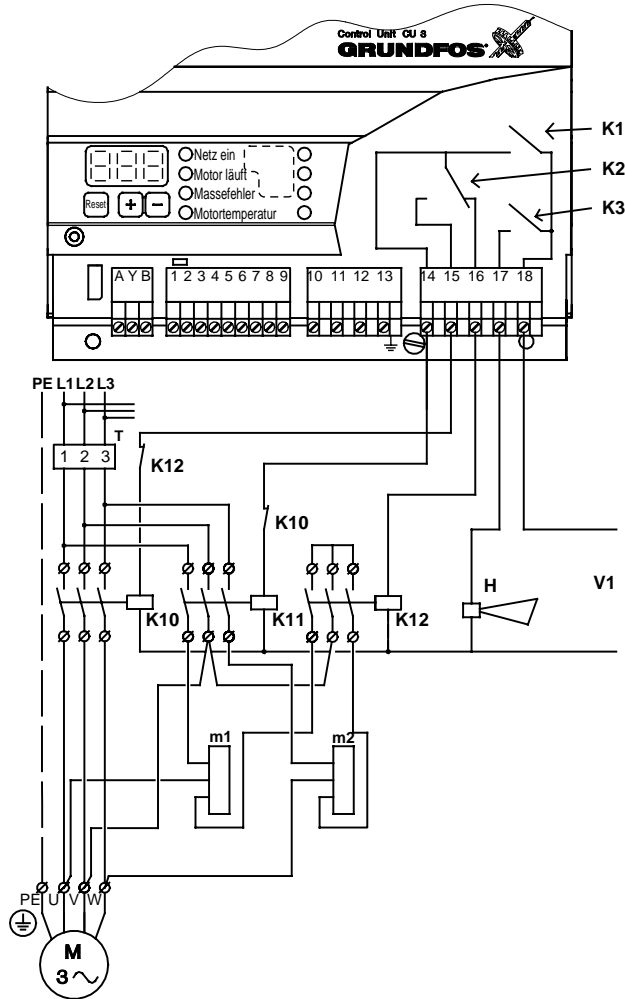 Control Unit CU 3
GRUNDFOS
K1
K2
K3
Netz ein
Motor läuft
Massefehler
Motortemperatur
Reset
+ −
A Y B
1 2 3 4 5 6 7 8 9
10 11 12 13
14 15 16 17 18
PE L1 L2 L3
T
1 2 3
K12
K10
H
V1
K10
K11
K12
m1
m2
PE U V W
M
3~